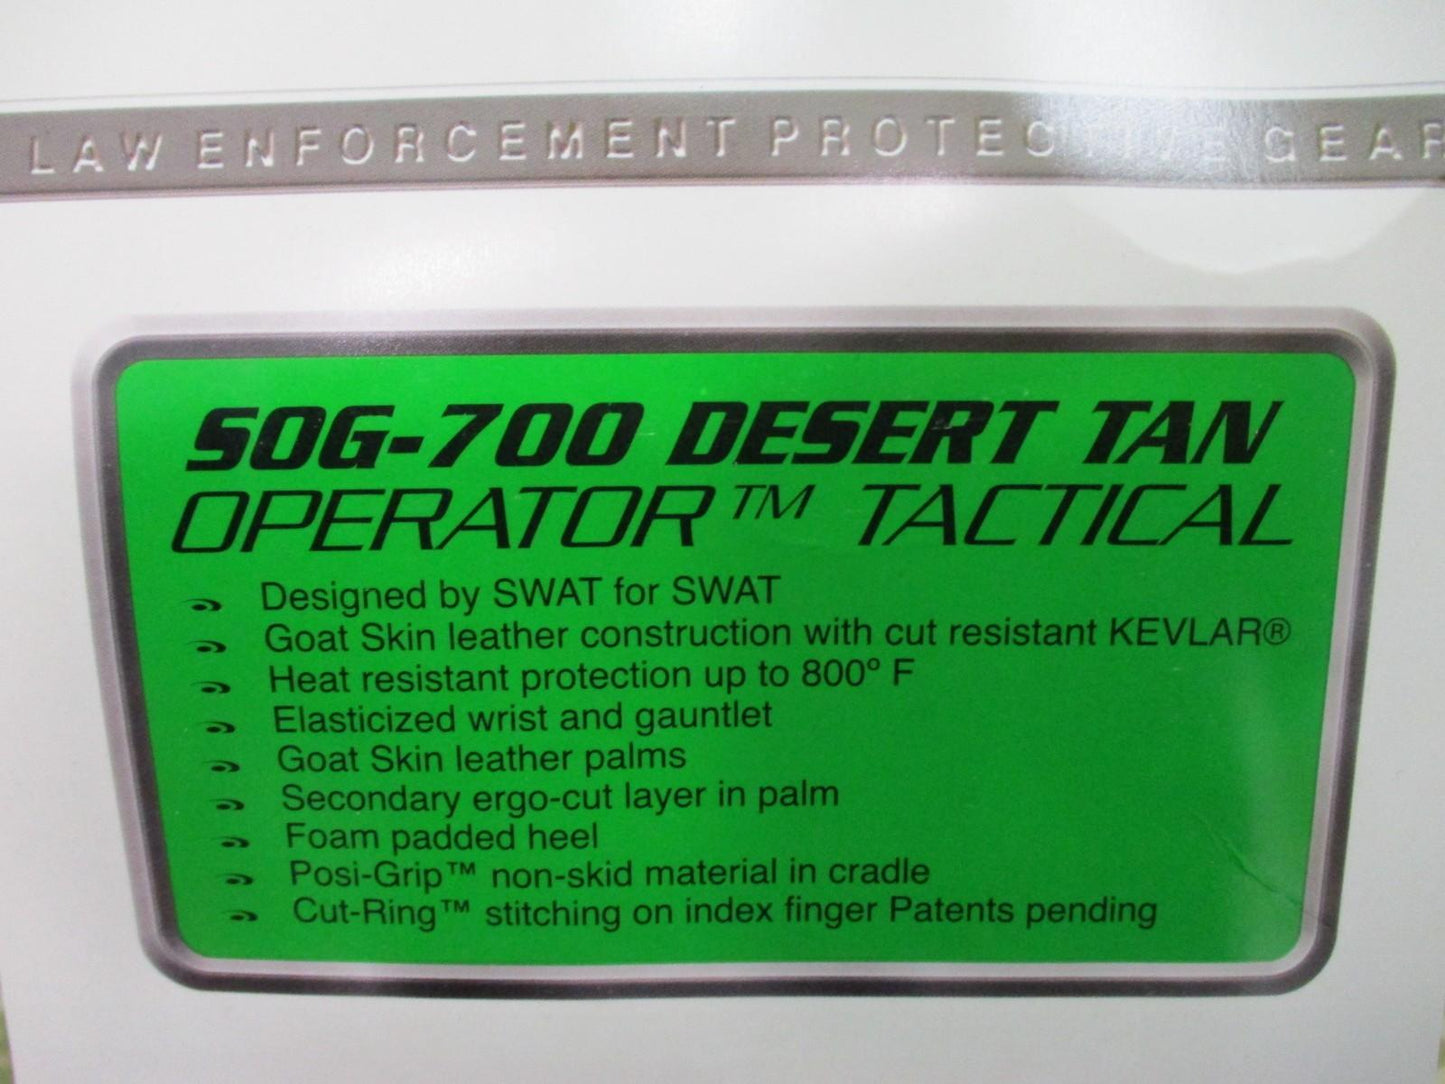 LAW ENFORCEMENT PROTECTIVE GEAR
SOG-700 DESERT TAN
OPERATOR™ TACTICAL
Designed by SWAT for SWAT
Goat Skin leather construction with cut resistant KEVLAR®
Heat resistant protection up to 800º F
Elasticized wrist and gauntlet
Goat Skin leather palms
Secondary ergo-cut layer in palm
Foam padded heel
Posi-Grip™ non-skid material in cradle
Cut-Ring™ stitching on index finger Patents pending